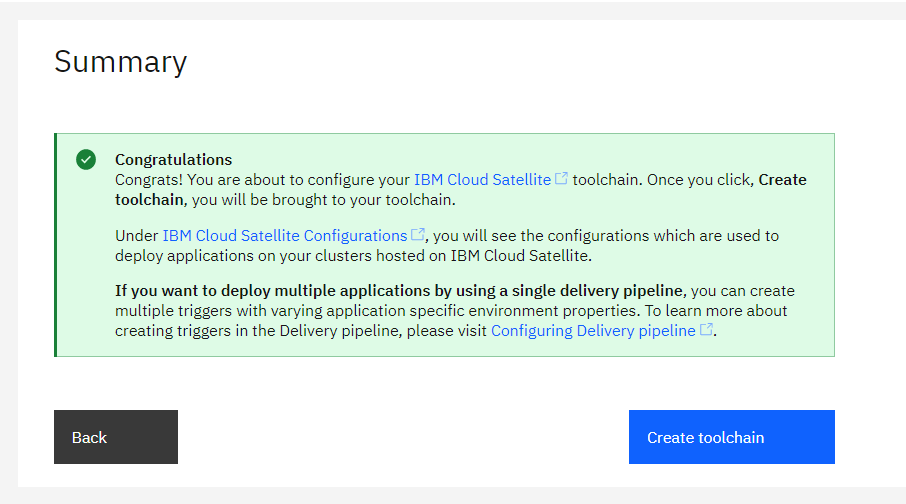 Summary
Congratulations
Congrats! You are about to configure your IBM Cloud Satellite toolchain. Once you click, Create
toolchain, you will be brought to your toolchain.
Under IBM Cloud Satellite Configurations, you will see the configurations which are used to
deploy applications on your clusters hosted on IBM Cloud Satellite.
If you want to deploy multiple applications by using a single delivery pipeline, you can create
multiple triggers with varying application specific environment properties. To learn more about
creating triggers in the Delivery pipeline, please visit Configuring Delivery pipeline.
Back
Create toolchain